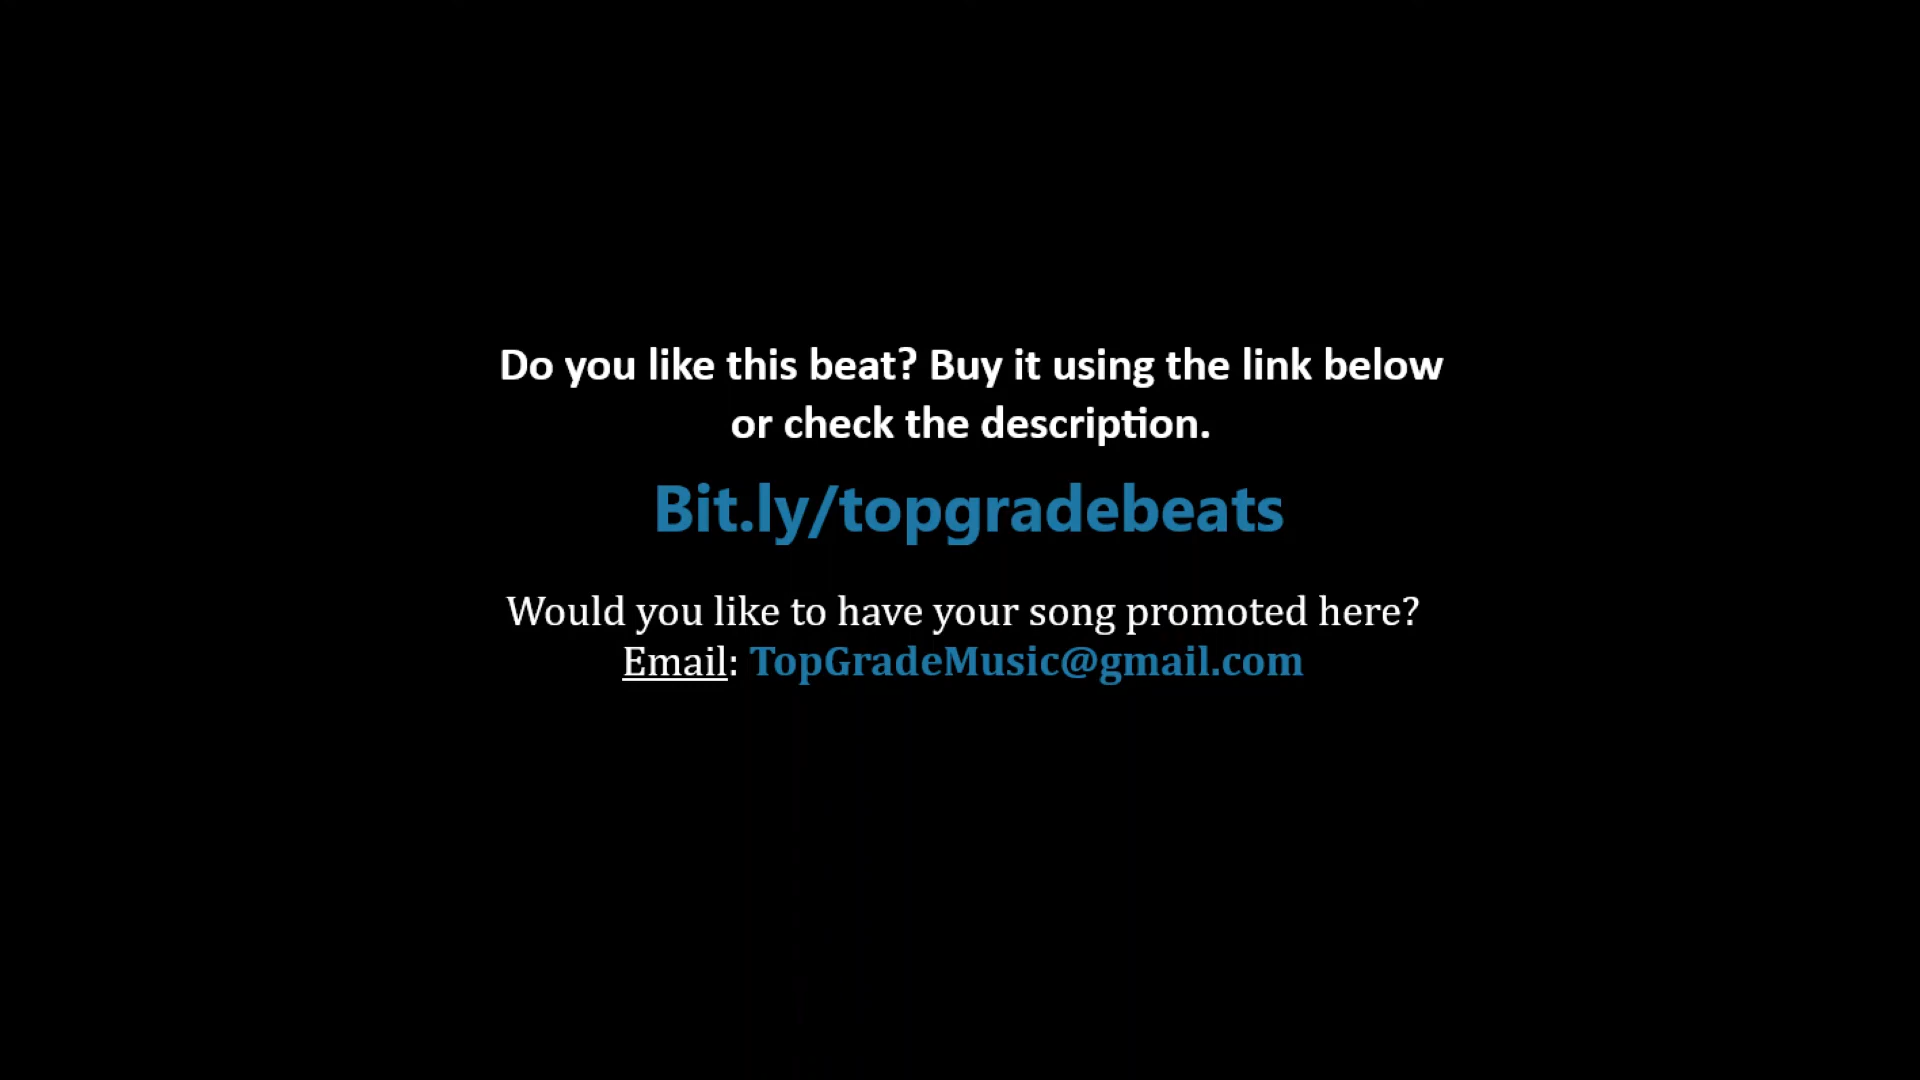 Do you like this beat? Buy it using the link below
or check the description.
Bit.ly/topgradebeats
Would you like to have your song promoted here?
Email: TopGradeMusic@gmail.com